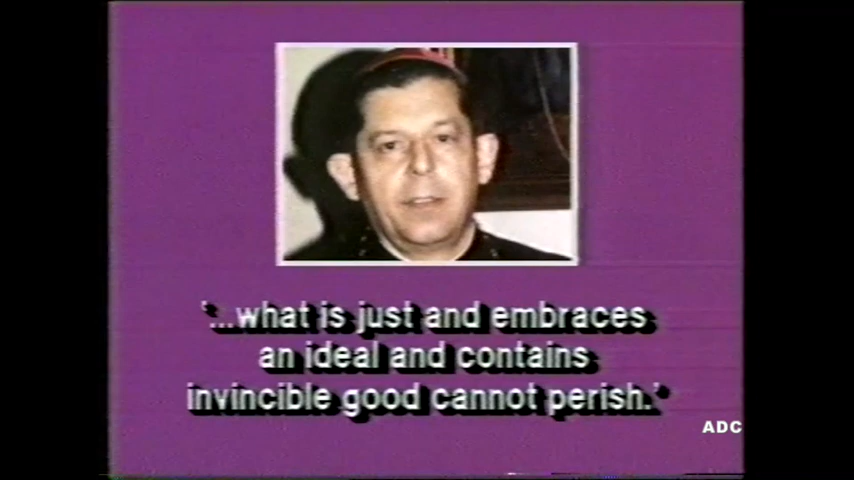 '...what is just and embraces
an ideal and contains
invincible good cannot perish.'
ADC